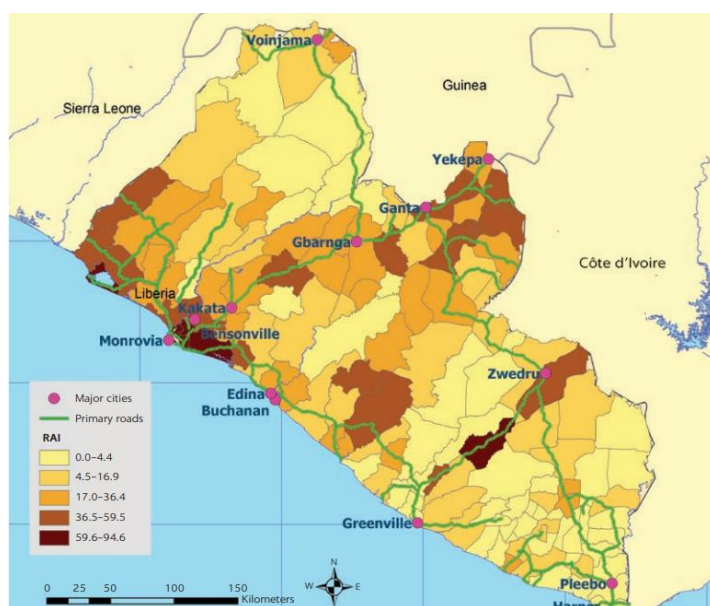 Voinjama
Guinea
Sierra Leone
Yekepa
Ganta
Gbarnga
Côte d'Ivoire
Liberia
Kakata
Bensonville
Monrovia
Zwedru
Edina
Buchanan
Major cities
Primary roads
RAI
0.0–4.4
4.5–16.9
17.0–36.4
36.5–59.5
59.6–94.6
Greenville
N
W E
S
Pleebo
0 25 50 100 150
Kilometers